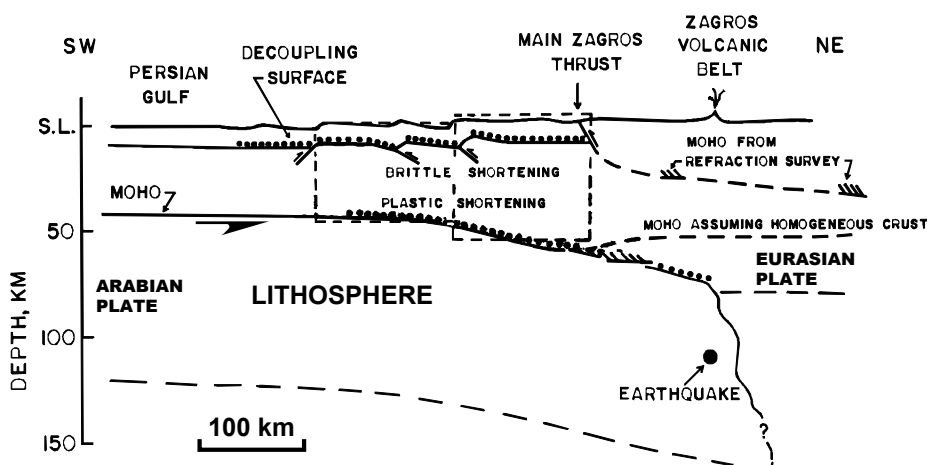 SW
DECOUPLING
SURFACE
PERSIAN
GULF
MAIN ZAGROS
THRUST
ZAGROS
VOLCANIC
BELT
NE
S.L.
MOHO FROM
REFRACTION SURVEY
BRITTLE SHORTENING
MOHO
PLASTIC SHORTENING
50
MOHO ASSUMING HOMOGENEOUS CRUST
ARABIAN
PLATE
LITHOSPHERE
EURASIAN
PLATE
DEPTH, KM
100
EARTHQUAKE
100 km
?
150